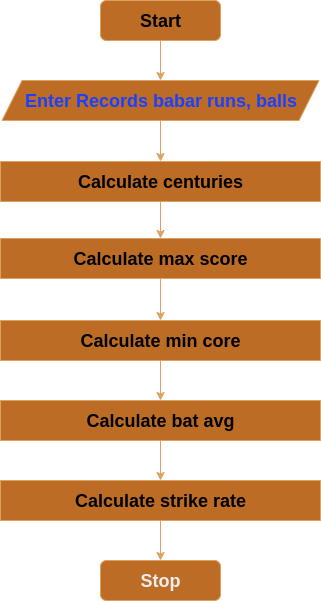 Start
Enter Records babar runs, balls
Calculate centuries
Calculate max score
Calculate min core
Calculate bat avg
Calculate strike rate
Stop